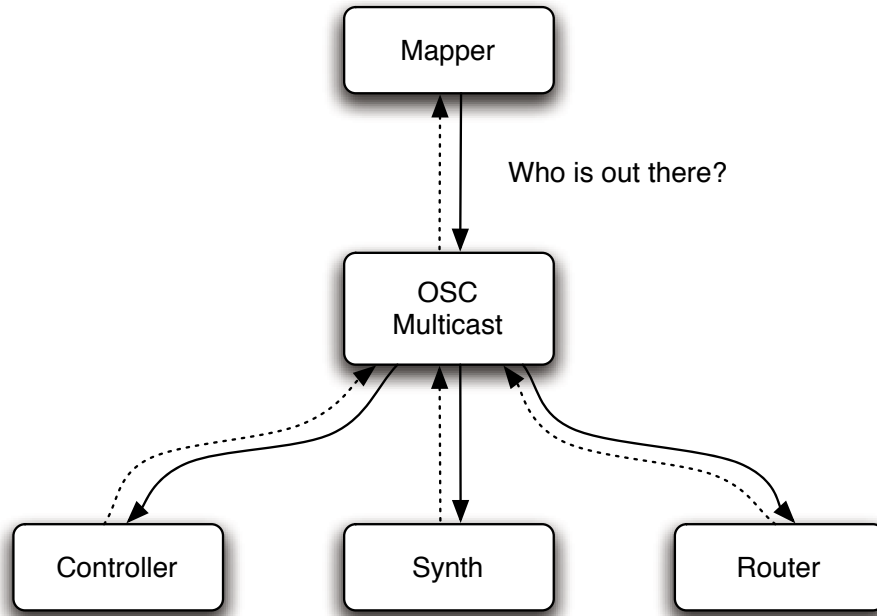 Mapper
Who is out there?
OSC
Multicast
Controller
Synth
Router